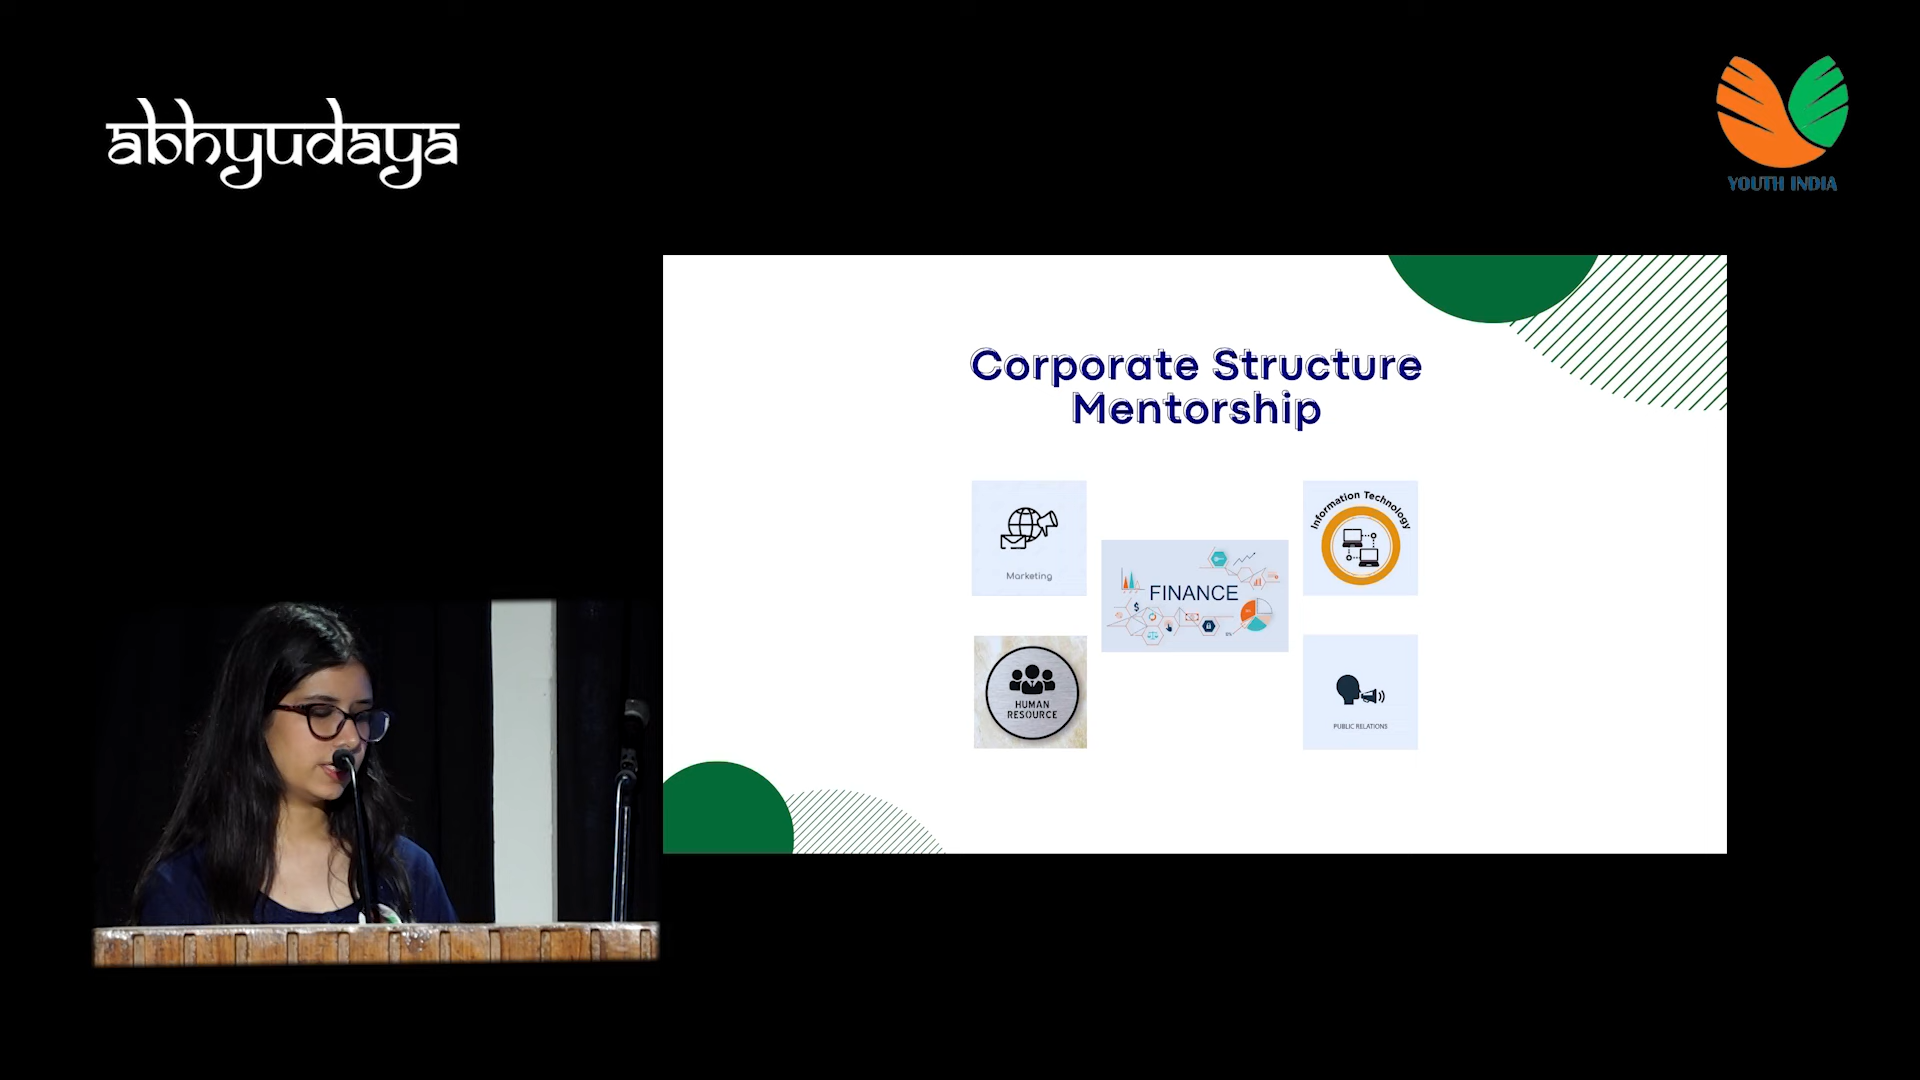 abhyudaya
YOUTH INDIA
Corporate Structure
Mentorship
Marketing
Information Technology
FINANCE
$
HUMAN
RESOURCE
PUBLIC RELATIONS